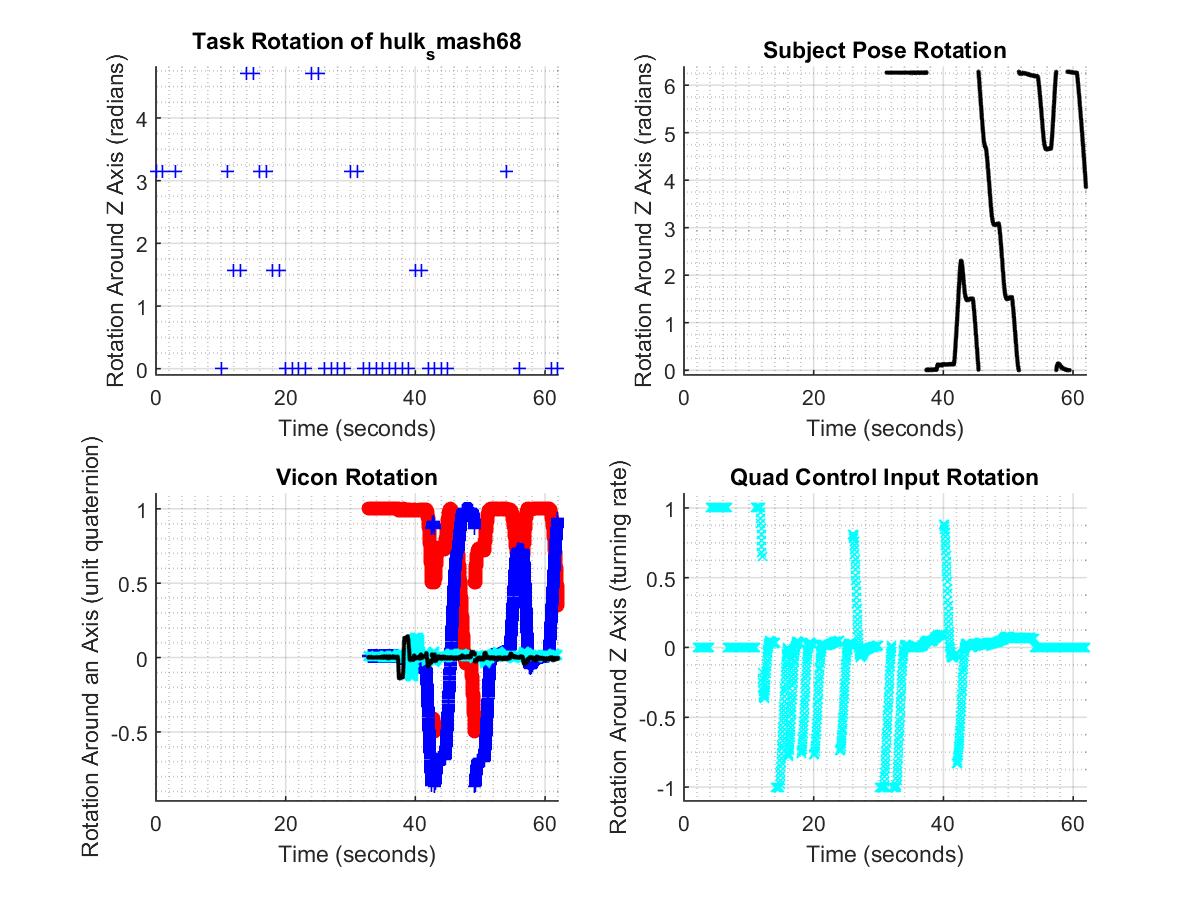 Task Rotation of hulksmash68
Rotation Around Z Axis (radians)
4
3
2
1
0
0 20 40 60
Time (seconds)
Subject Pose Rotation
Rotation Around Z Axis (radians)
6
5
4
3
2
1
0
0 20 40 60
Time (seconds)
Vicon Rotation
Rotation Around an Axis (unit quaternion)
1
0.5
0
-0.5
0 20 40 60
Time (seconds)
Quad Control Input Rotation
Rotation Around Z Axis (turning rate)
1
0.5
0
-0.5
-1
0 20 40 60
Time (seconds)